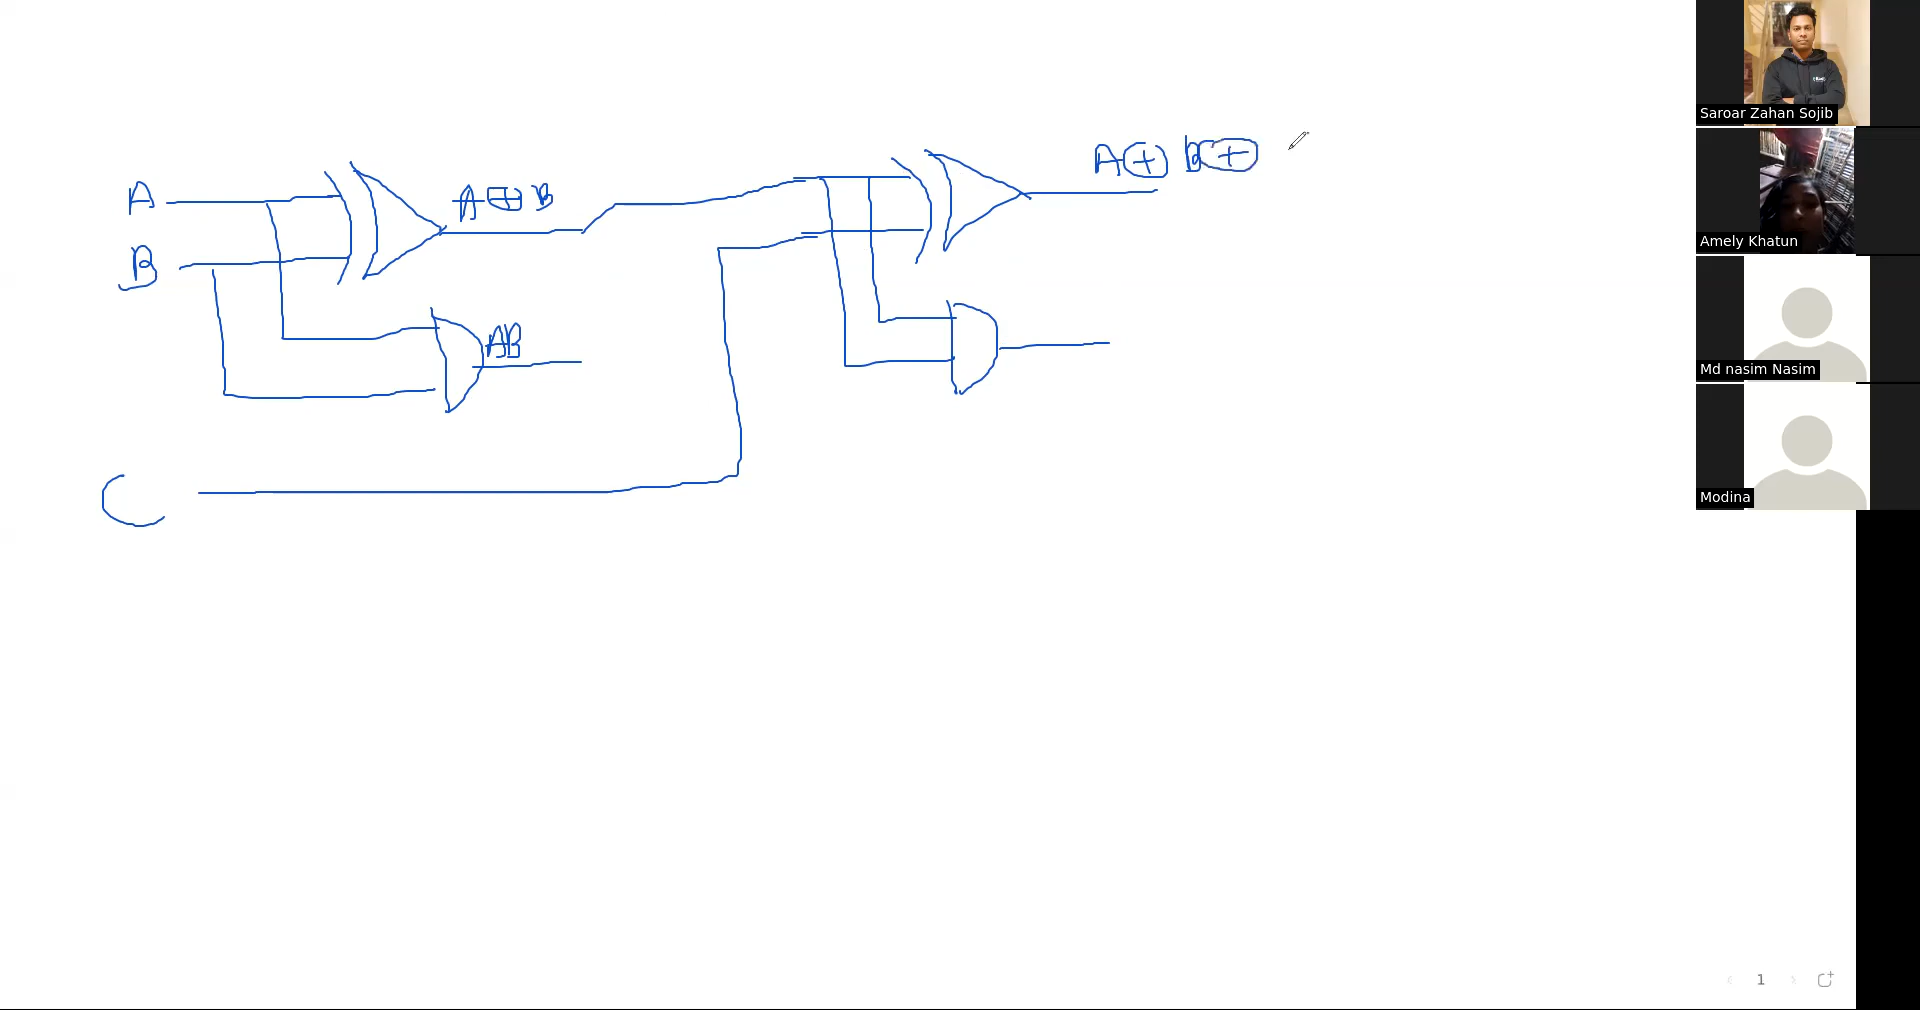 A
B
A ⊕ B
AB
C
A ⊕ B ⊕
Saroar Zahan Sojib
Amely Khatun
Md nasim Nasim
Modina
1